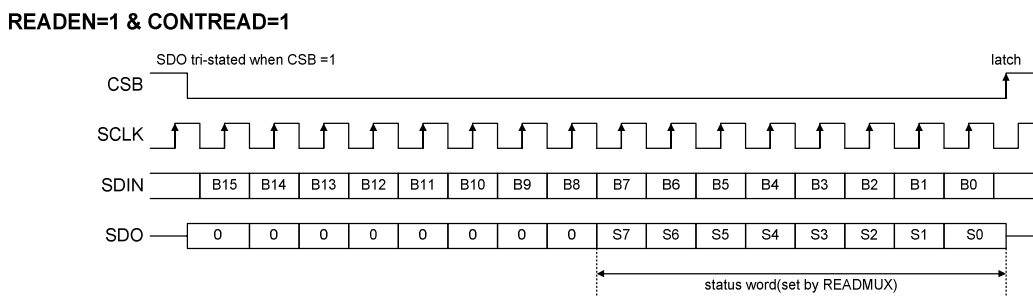 READEN=1 & CONTREAD=1
SDO tri-stated when CSB =1 latch
CSB
SCLK
SDIN B15 B14 B13 B12 B11 B10 B9 B8 B7 B6 B5 B4 B3 B2 B1 B0
SDO 0 0 0 0 0 0 0 0 S7 S6 S5 S4 S3 S2 S1 S0
status word(set by READMUX)